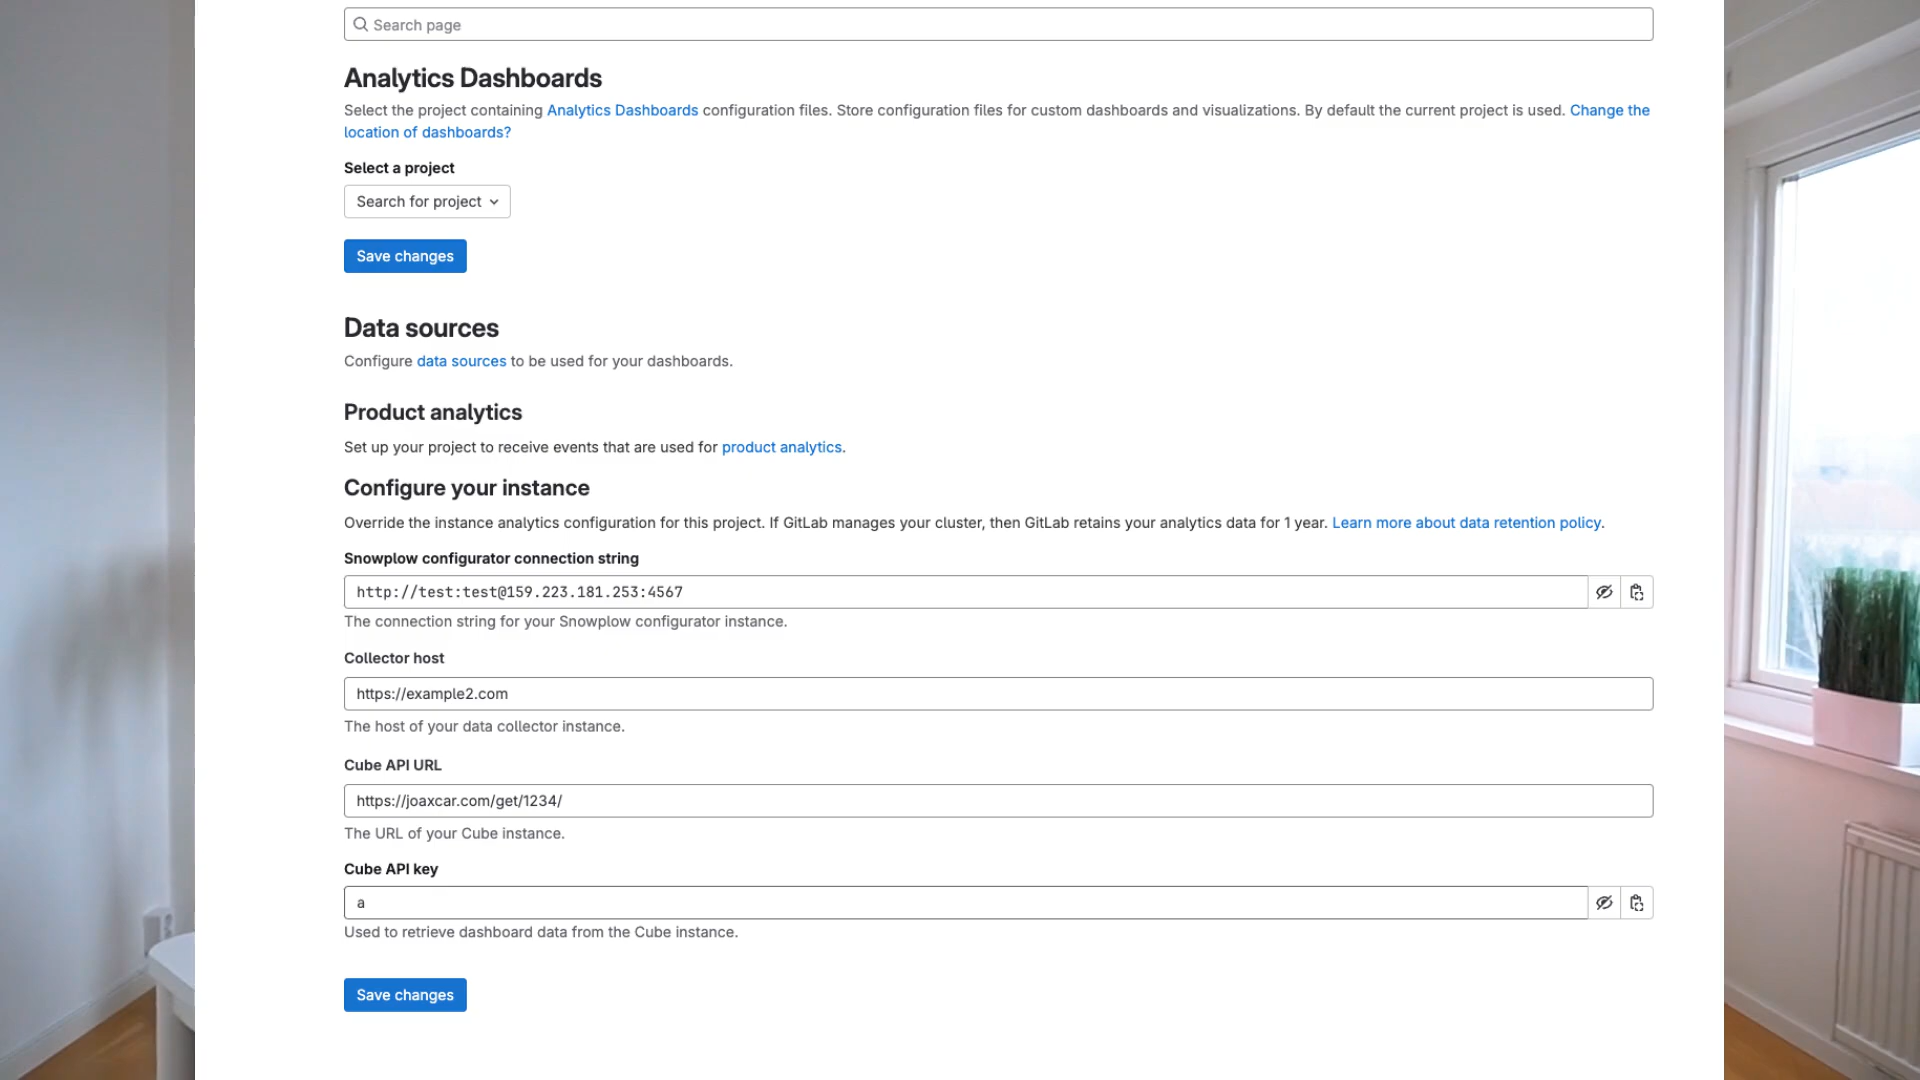 Search page
Analytics Dashboards
Select the project containing Analytics Dashboards configuration files. Store configuration files for custom dashboards and visualizations. By default the current project is used. Change the
location of dashboards?
Select a project
Search for project
Save changes
Data sources
Configure data sources to be used for your dashboards.
Product analytics
Set up your project to receive events that are used for product analytics.
Configure your instance
Override the instance analytics configuration for this project. If GitLab manages your cluster, then GitLab retains your analytics data for 1 year. Learn more about data retention policy.
Snowplow configurator connection string
http://test:test@159.223.181.253:4567
The connection string for your Snowplow configurator instance.
Collector host
https://example2.com
The host of your data collector instance.
Cube API URL
https://joaxcar.com/get/1234/
The URL of your Cube instance.
Cube API key
a
Used to retrieve dashboard data from the Cube instance.
Save changes